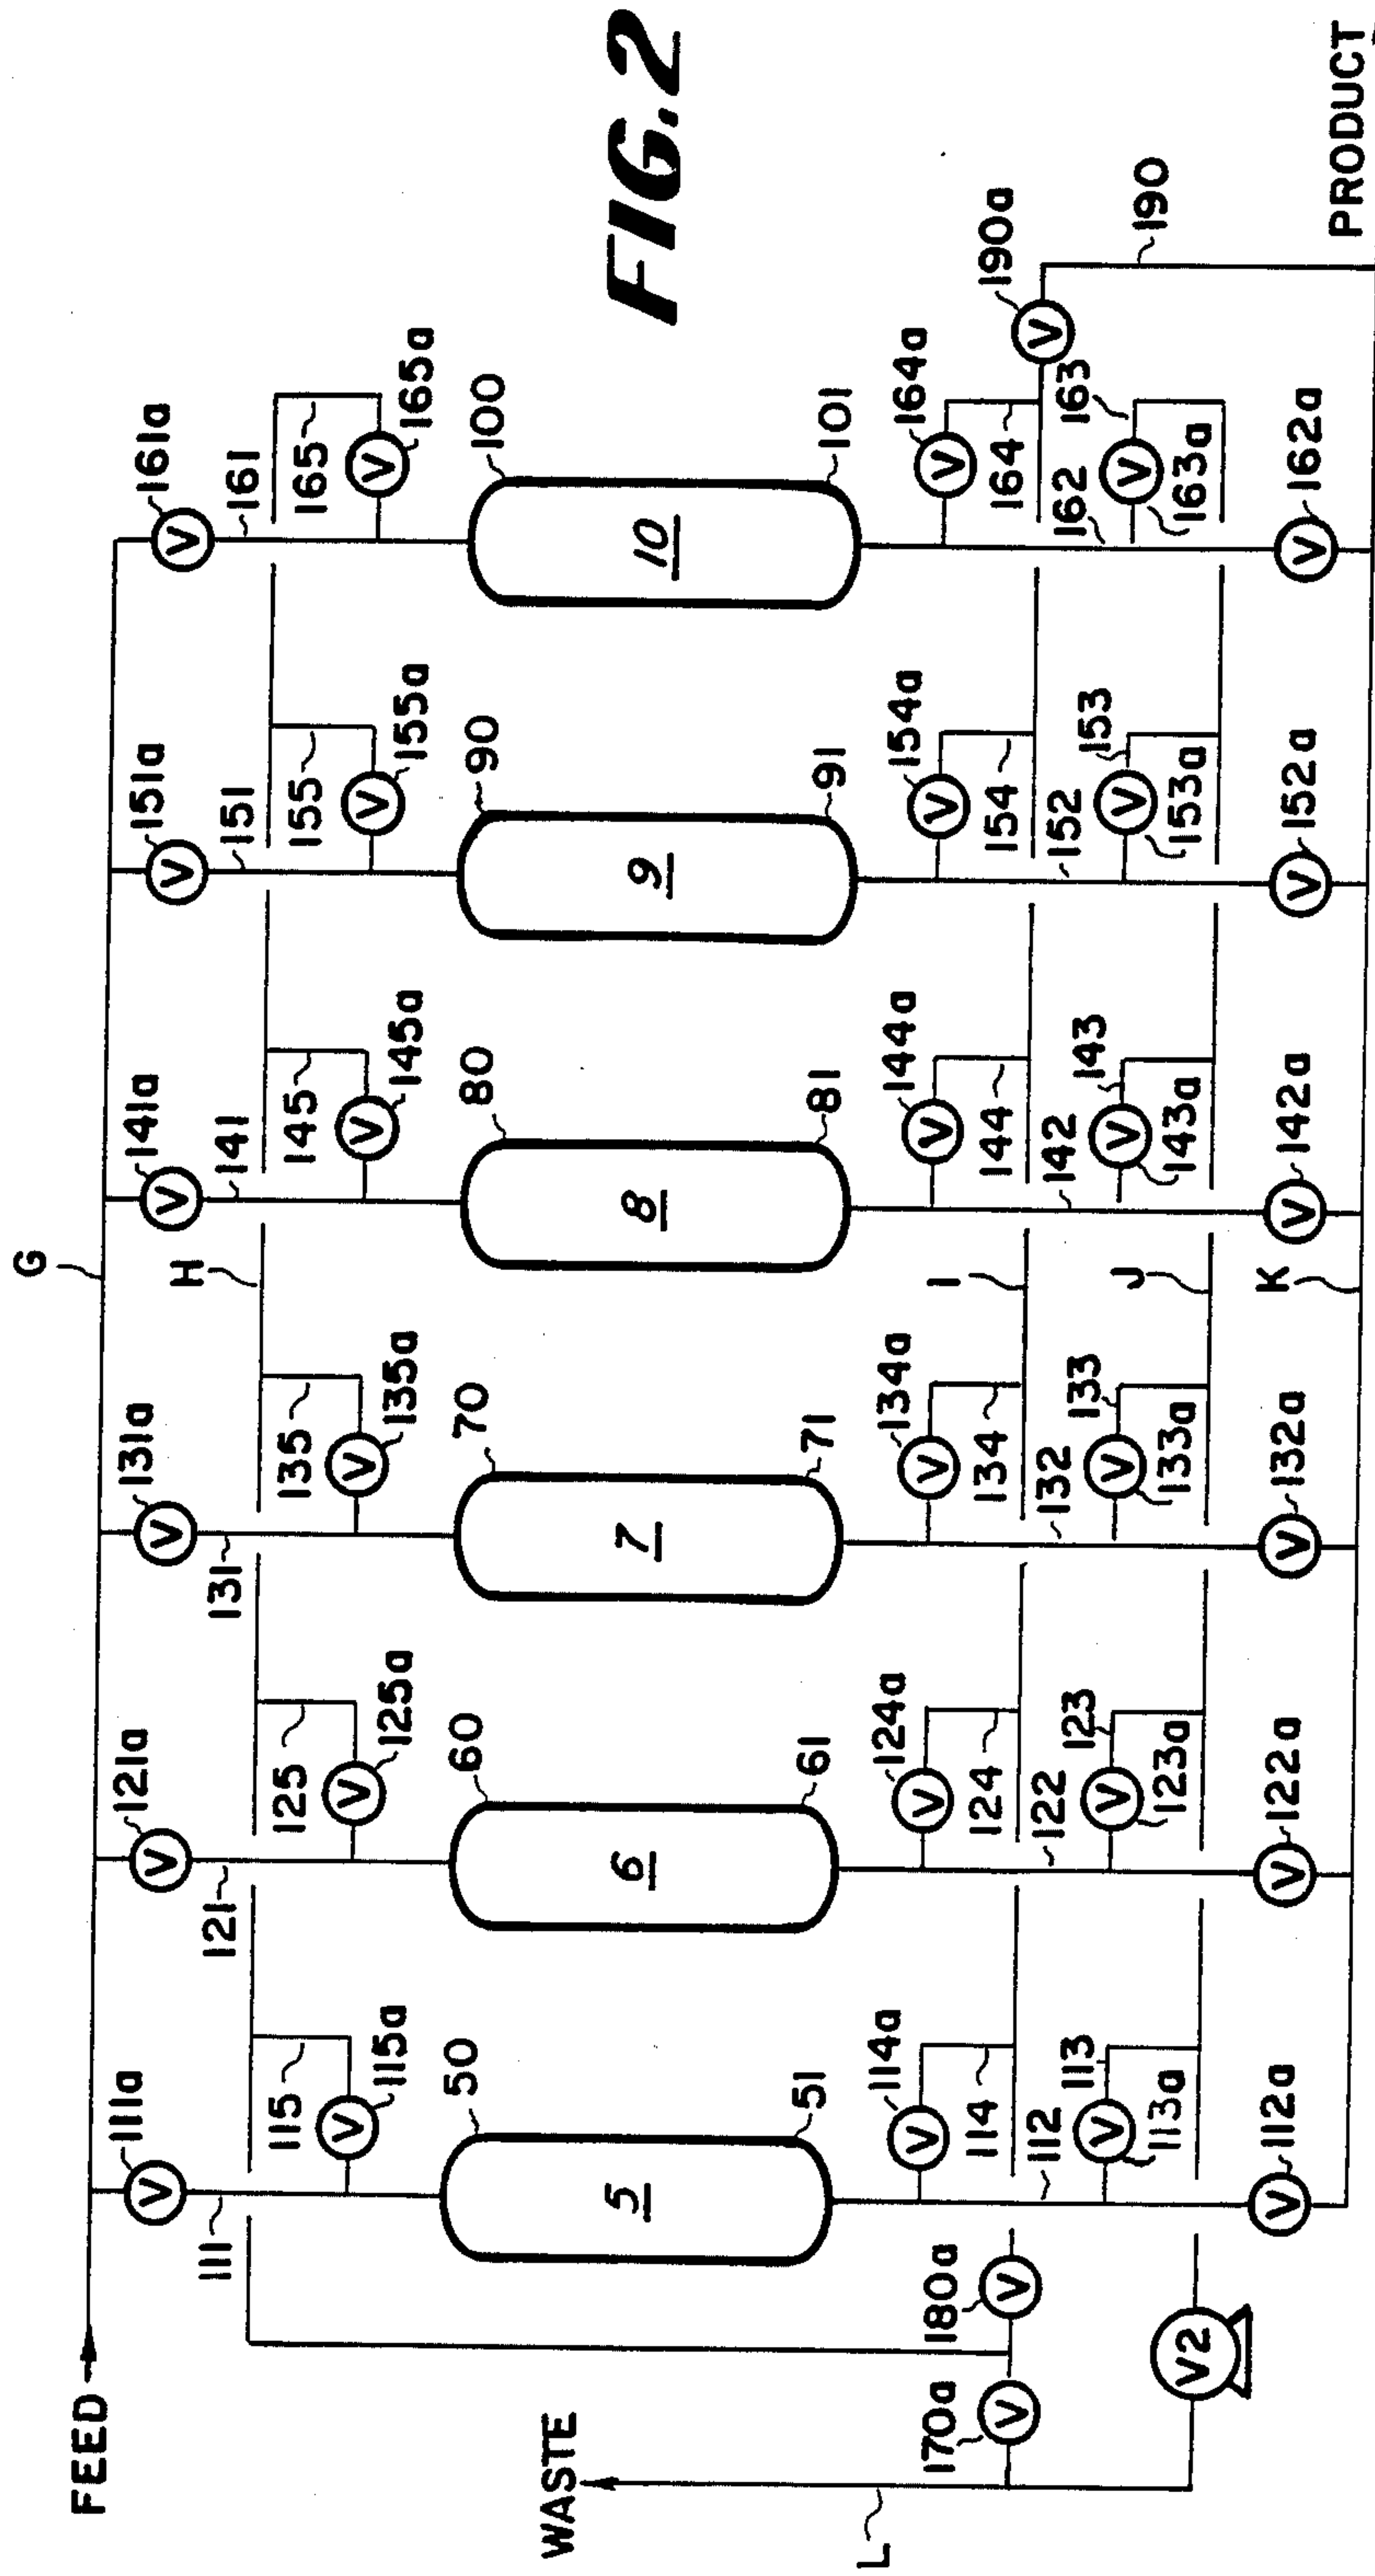 FIG.2
FEED
G
111a
121a
131a
141a
151a
161a
111
121
131
141
151
161
H
115
125
135
145
155
165
V
V
V
V
V
V
115a
125a
135a
145a
155a
165a
V
V
V
V
V
V
50
60
70
80
90
100
5
6
7
8
9
10
51
61
71
81
91
101
WASTE
L
114a
124a
134a
144a
154a
164a
V
V
V
V
V
V
114
124
134
144
154
164
170a
180a
190a
V
V
V
I
112
122
132
142
152
162
190
113
123
133
143
153
163
V
V
V
V
V
V
113a
123a
133a
143a
153a
163a
J
V2
112a
122a
132a
142a
152a
162a
V
V
V
V
V
V
K
PRODUCT